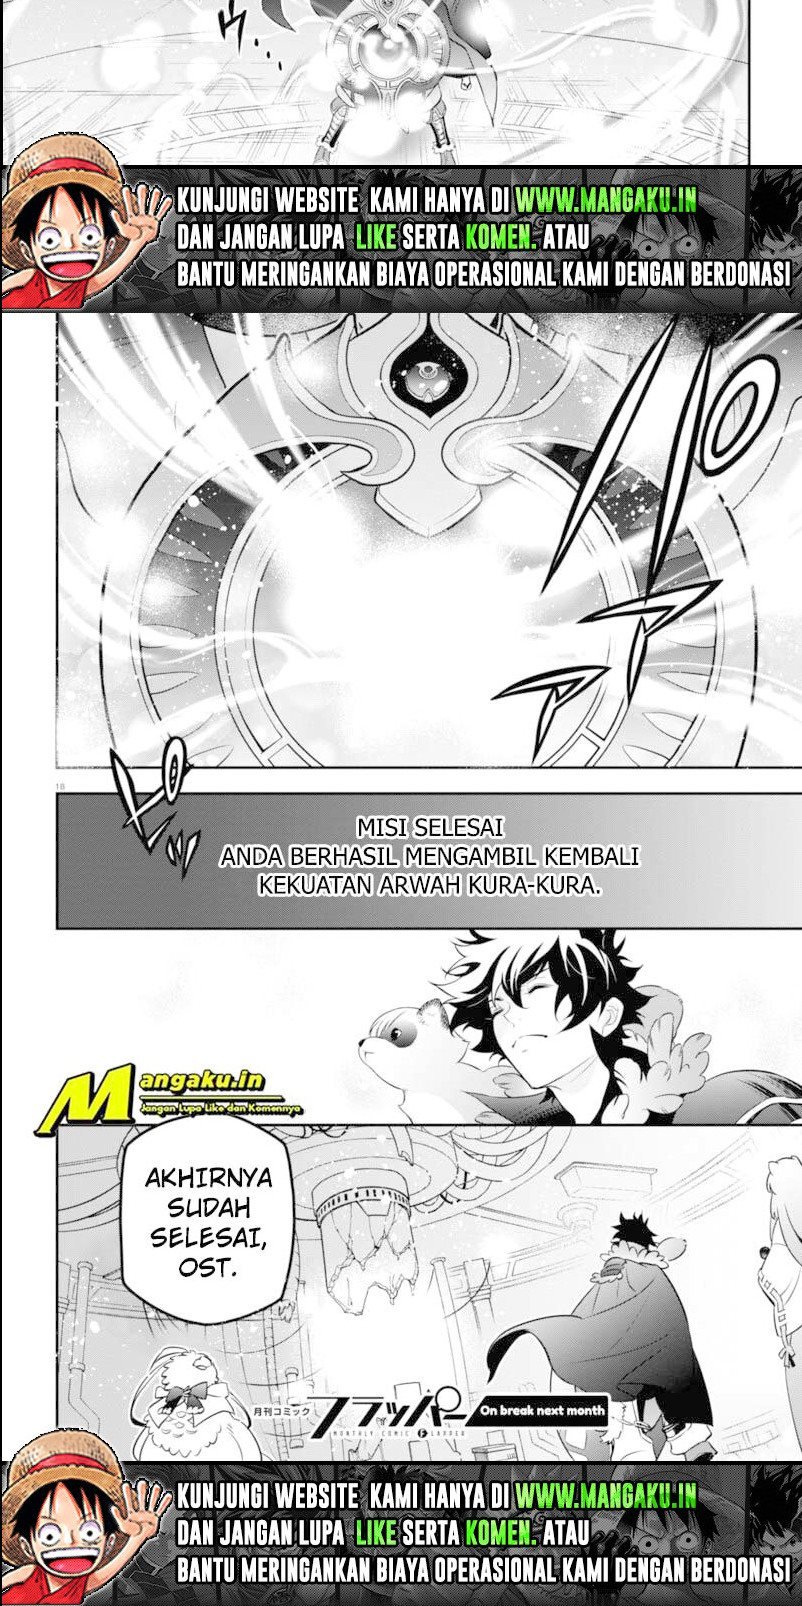 KUNJUNGI WEBSITE KAMI HANYA DI WWW.MANGAKU.IN
DAN JANGAN LUPA LIKE SERTA KOMEN. ATAU
BANTU MERINGANKAN BIAYA OPERASIONAL KAMI DENGAN BERDONASI
18
MISI SELESAI
ANDA BERHASIL MENGAMBIL KEMBALI
KEKUATAN ARWAH KURA-KURA.
Mangaku.in
Jangan Lupa Like dan Komennya
AKHIRNYA
SUDAH
SELESAI,
OST.
月刊コミック フラッパー On break next month
MONTHLY COMIC FLAPPER
KUNJUNGI WEBSITE KAMI HANYA DI WWW.MANGAKU.IN
DAN JANGAN LUPA LIKE SERTA KOMEN. ATAU
BANTU MERINGANKAN BIAYA OPERASIONAL KAMI DENGAN BERDONASI